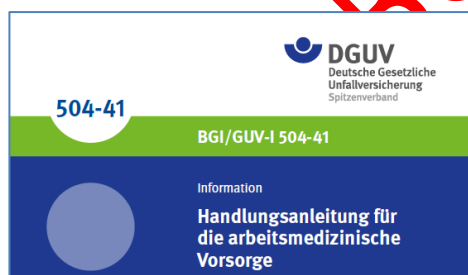 DGUV
Deutsche Gesetzliche
Unfallversicherung
Spitzenverband
504-41
BGI/GUV-I 504-41
Information
Handlungsanleitung für
die arbeitsmedizinische
Vorsorge